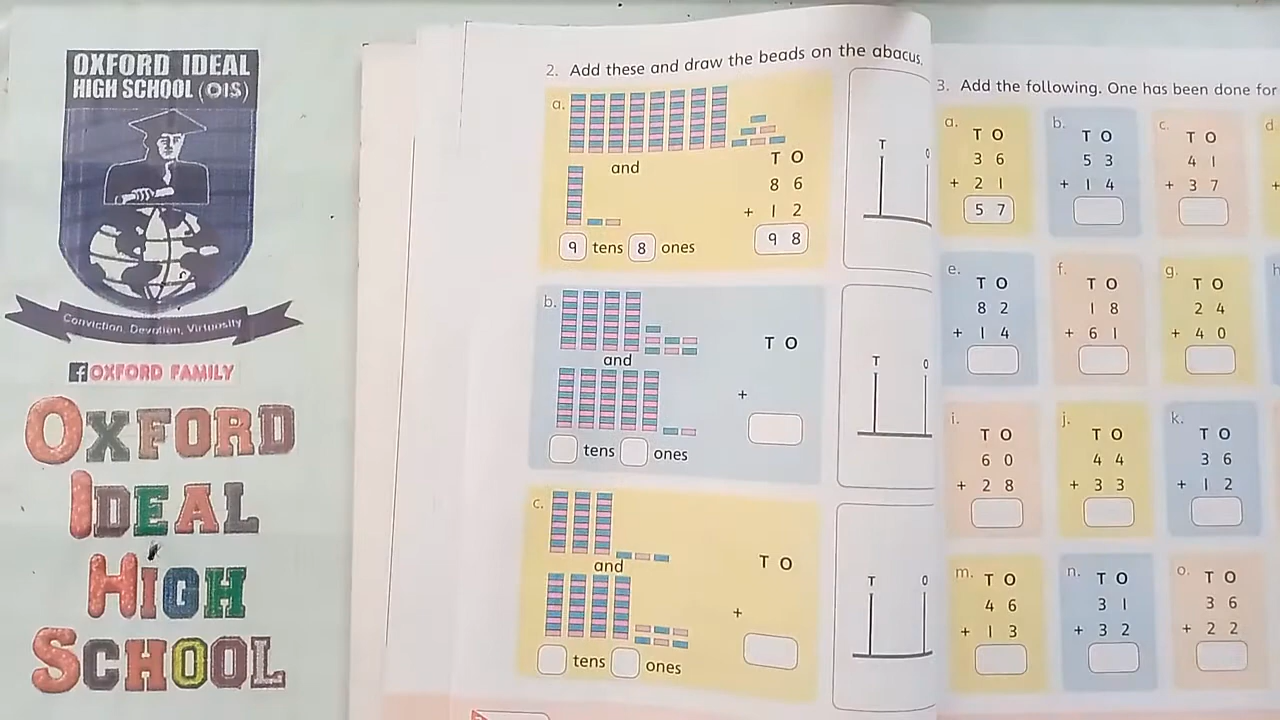 OXFORD IDEAL
HIGH SCHOOL (OIS)
Conviction, Devotion, Virtuosity
f OXFORD FAMILY
OXFORD
IDEAL
HIGH
SCHOOL
2. Add these and draw the beads on the abacus.
a.
and
T O
8 6
+ 1 2
9 8
9 tens 8 ones
T O
b.
and
T O
+
tens ones
T O
c.
and
T O
+
tens ones
T O
3. Add the following. One has been done for
a. T O
3 6
+ 2 1
5 7
b. T O
5 3
+ 1 4
c. T O
4 1
+ 3 7
d
+
e. T O
8 2
+ 1 4
f. T O
1 8
+ 6 1
g. T O
2 4
+ 4 0
h
i. T O
6 0
+ 2 8
j. T O
4 4
+ 3 3
k. T O
3 6
+ 1 2
m. T O
4 6
+ 1 3
n. T O
3 1
+ 3 2
o. T O
3 6
+ 2 2